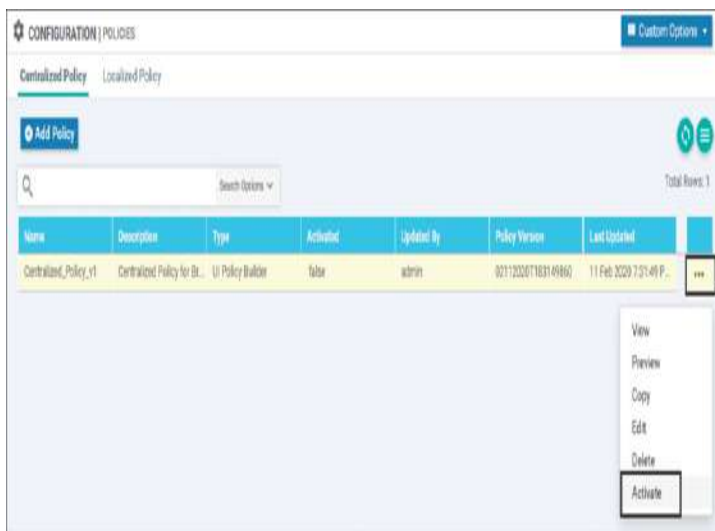 CONFIGURATION | POLICIES
Custom Options
Centralized Policy Localized Policy
Add Policy
Search Options
Total Rows: 1
Name Description Type Activated Updated By Policy Version Last Updated
Centralized_Policy_v1 Centralized Policy for Br... UI Policy Builder false admin 02112020T183149860 11 Feb 2020 7:31:49 P...
View
Preview
Copy
Edit
Delete
Activate